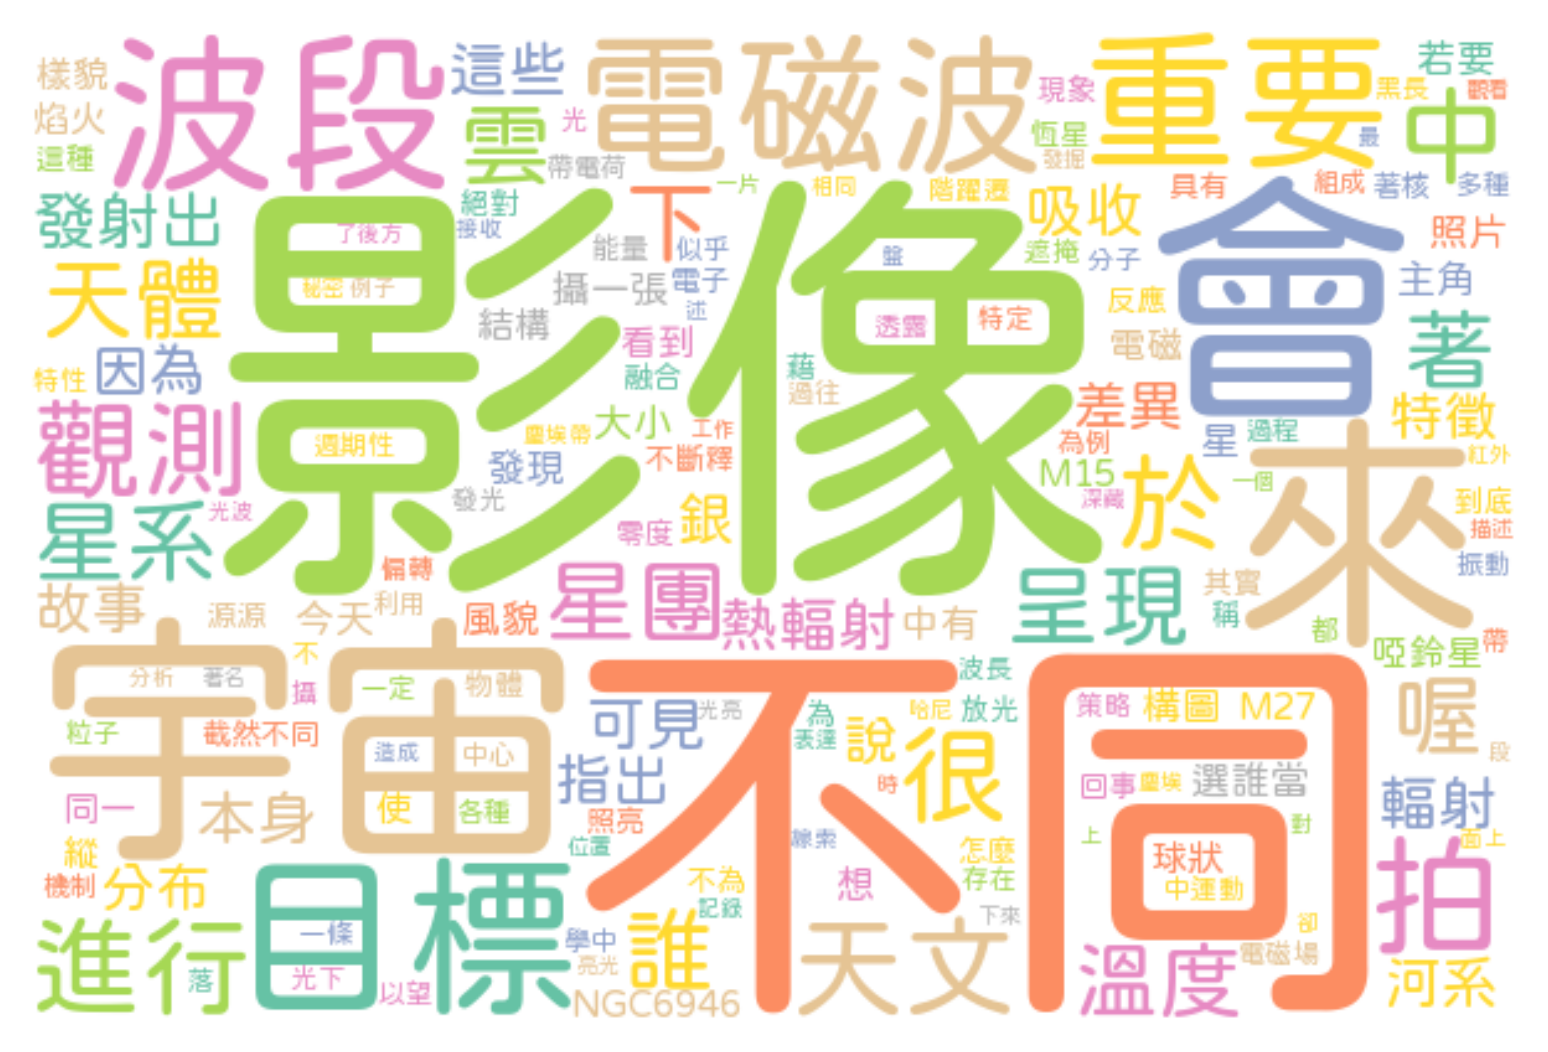 樣貌
波段
這些
電磁波
重要
若要
焰火
雲
光
現象
黑長
觀看
中
這種
帶電荷
恆星
發掘
最
發射出
絕對
接收
下
一片
相同
階躍遷
吸收
具有
組成
著核
多種
了後方
能量
似乎
盤
遮掩
分子
會
照片
天體
影像
秘密
例子
攝一張
電子
述
反應
主角
結構
透露
特定
因為
看到
電磁
著
特性
融合
藉
過往
觀測
週期性
大小
塵埃帶
工作
差異
特徵
發現
不斷釋
為例
星
過程
紅外
M15
來
星系
光波
發光
銀
深藏
於
一個
到底
零度
描述
偏轉
振動
故事
源源
今天
利用
風貌
星團
熱輻射
中有
呈現
其實
稱
都
啞鈴星
帶
宇宙
不
分析
著名
攝
一定
物體
不同
波長
可見
光亮
為
哈尼
放光
策略
構圖
M27
喔
粒子
截然不同
造成
中心
表達
說
很
段
指出
同一
本身
使
各種
時
回事
塵埃
選誰當
輻射
照亮
位置
線索
怎麼
上
對
面上
縱
機制
分布
球狀
中運動
拍
不為
記錄
想
存在
進行
目標
一條
學中
誰
下來
卻
天文
落
光下
以望
亮光
NGC6946
溫度
電磁場
河系